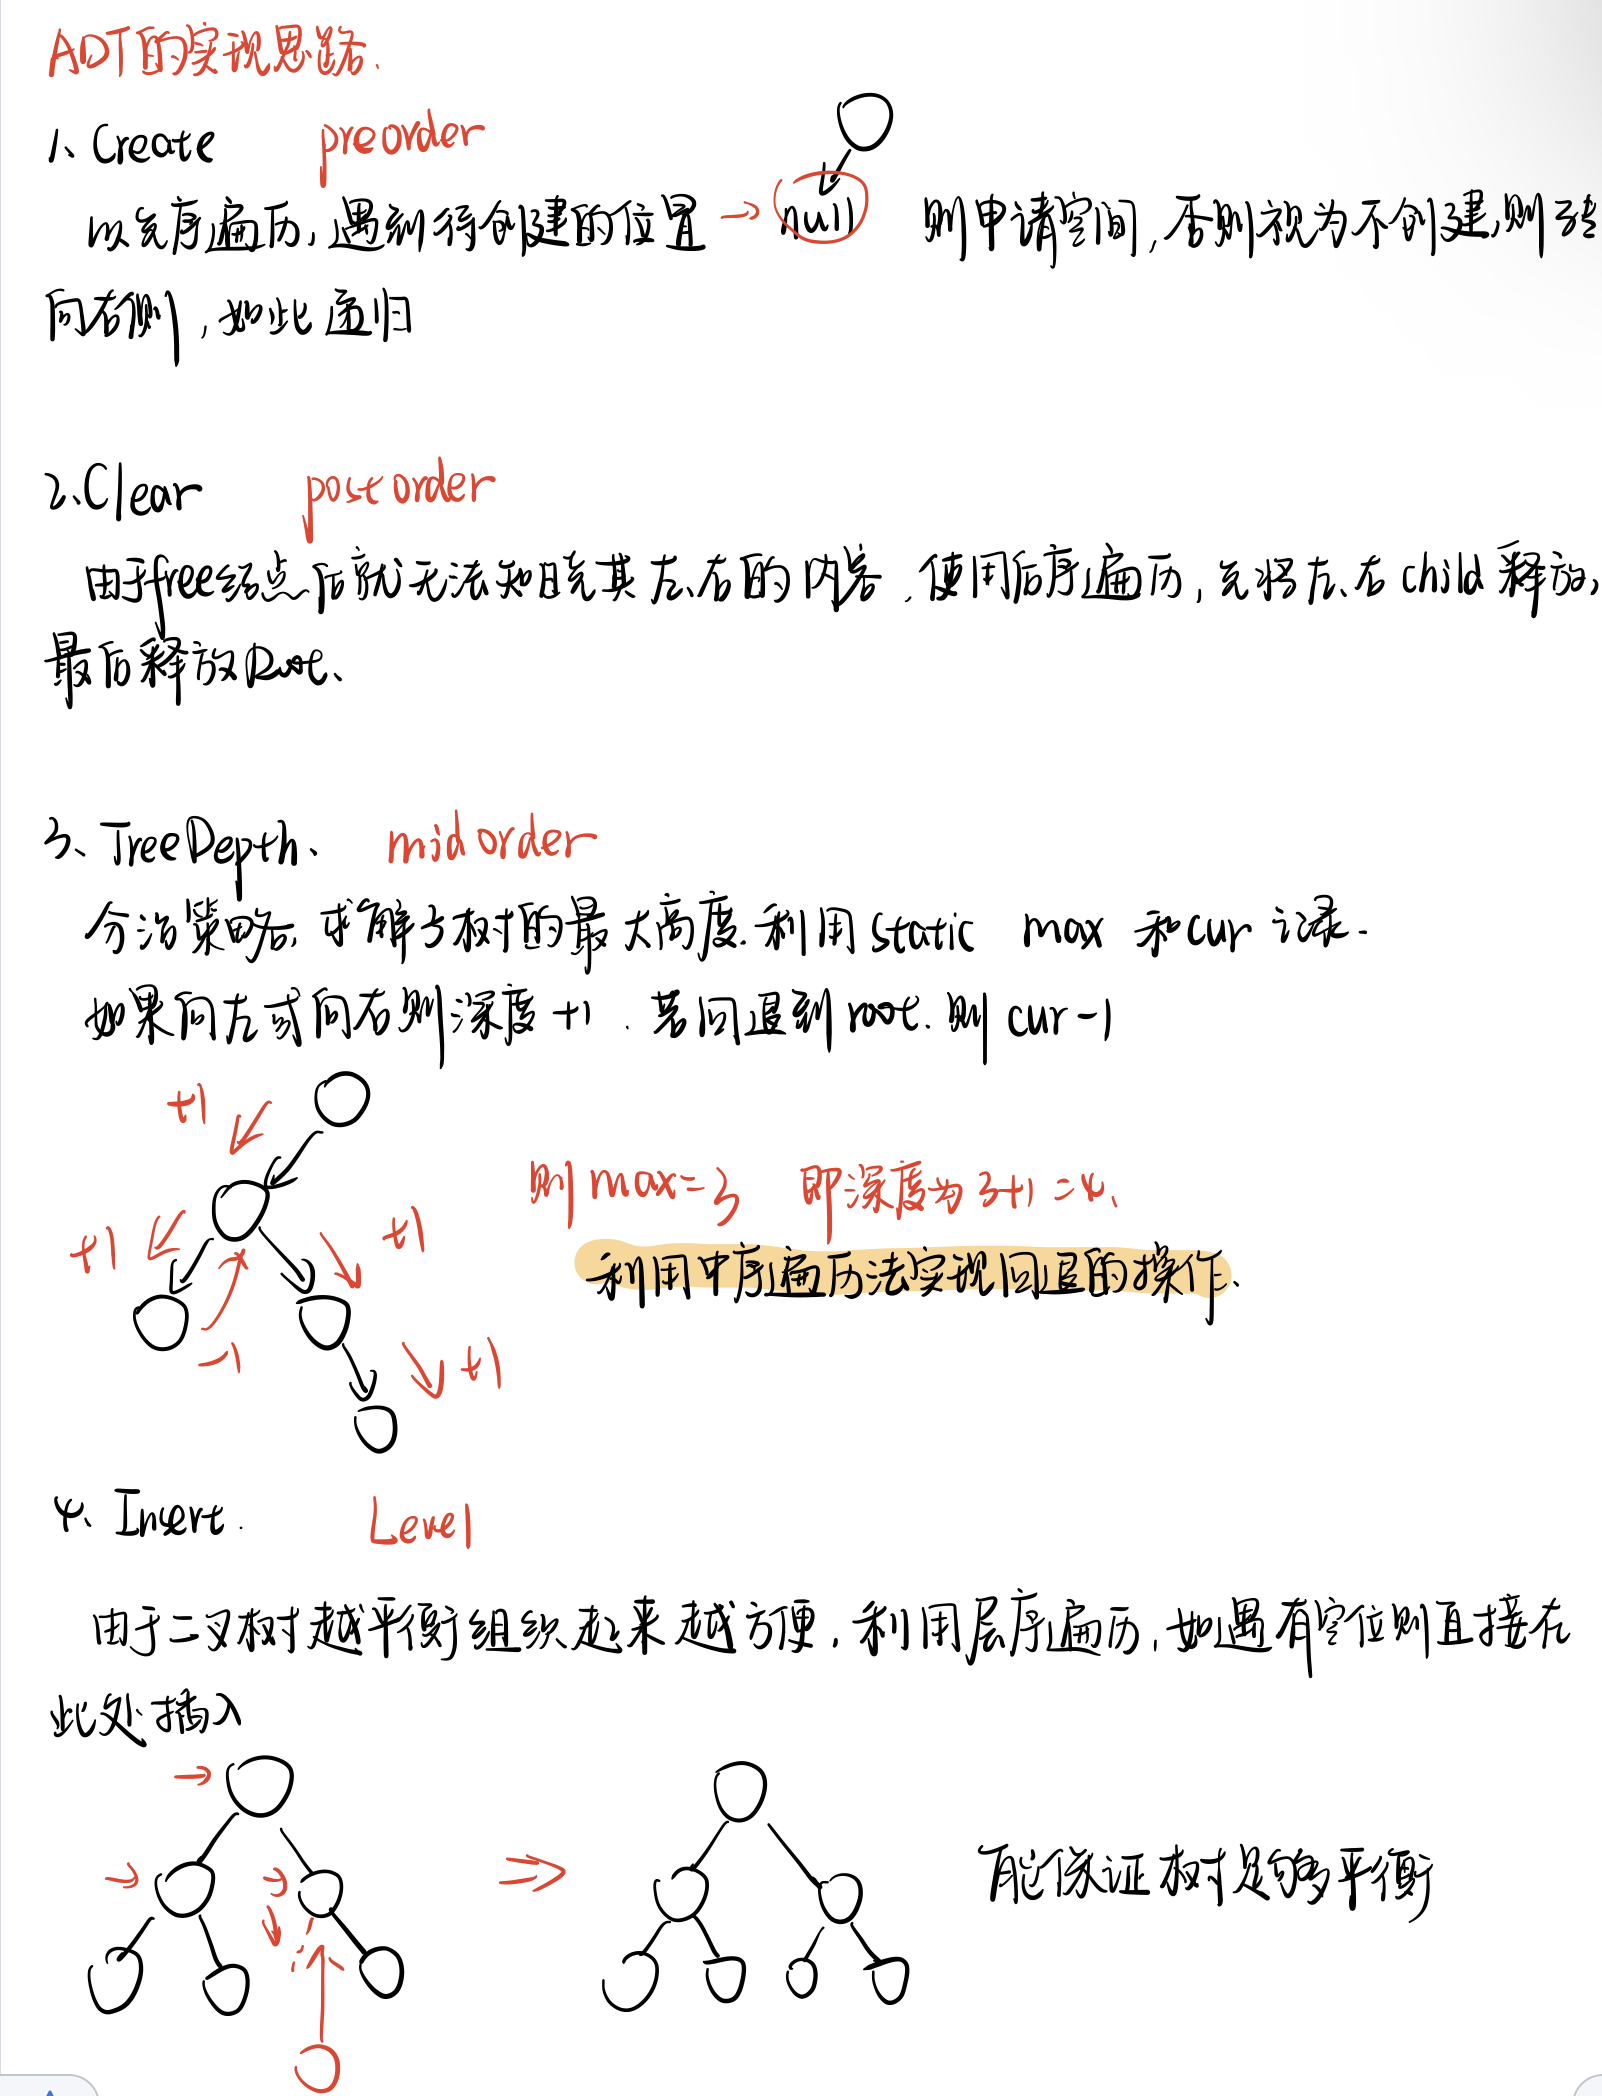 ADT的实现思路.
1、Create preorder
以先序遍历,遇到待创建的位置 → null 则申请空间,否则视为不创建,则转
向右侧,如此递归
2、Clear postorder
由于free结点后就无法知晓其左、右的内容,使用后序遍历,先将左、右child释放,
最后释放Root、
3、TreeDepth、 midorder
分治策略,求解子树的最大高度.利用static max 和cur 记录.
如果向左或向右则深度+1.若回退到root.则cur-1
+1
则max=3 即深度为3+1=4、
+1 +1
利用中序遍历法实现回退的操作、
-1 +1
4、Insert. Level
由于二叉树越平衡组织起来越方便,利用层序遍历,如遇有空位则直接在
此处插入
能保证树足够平衡